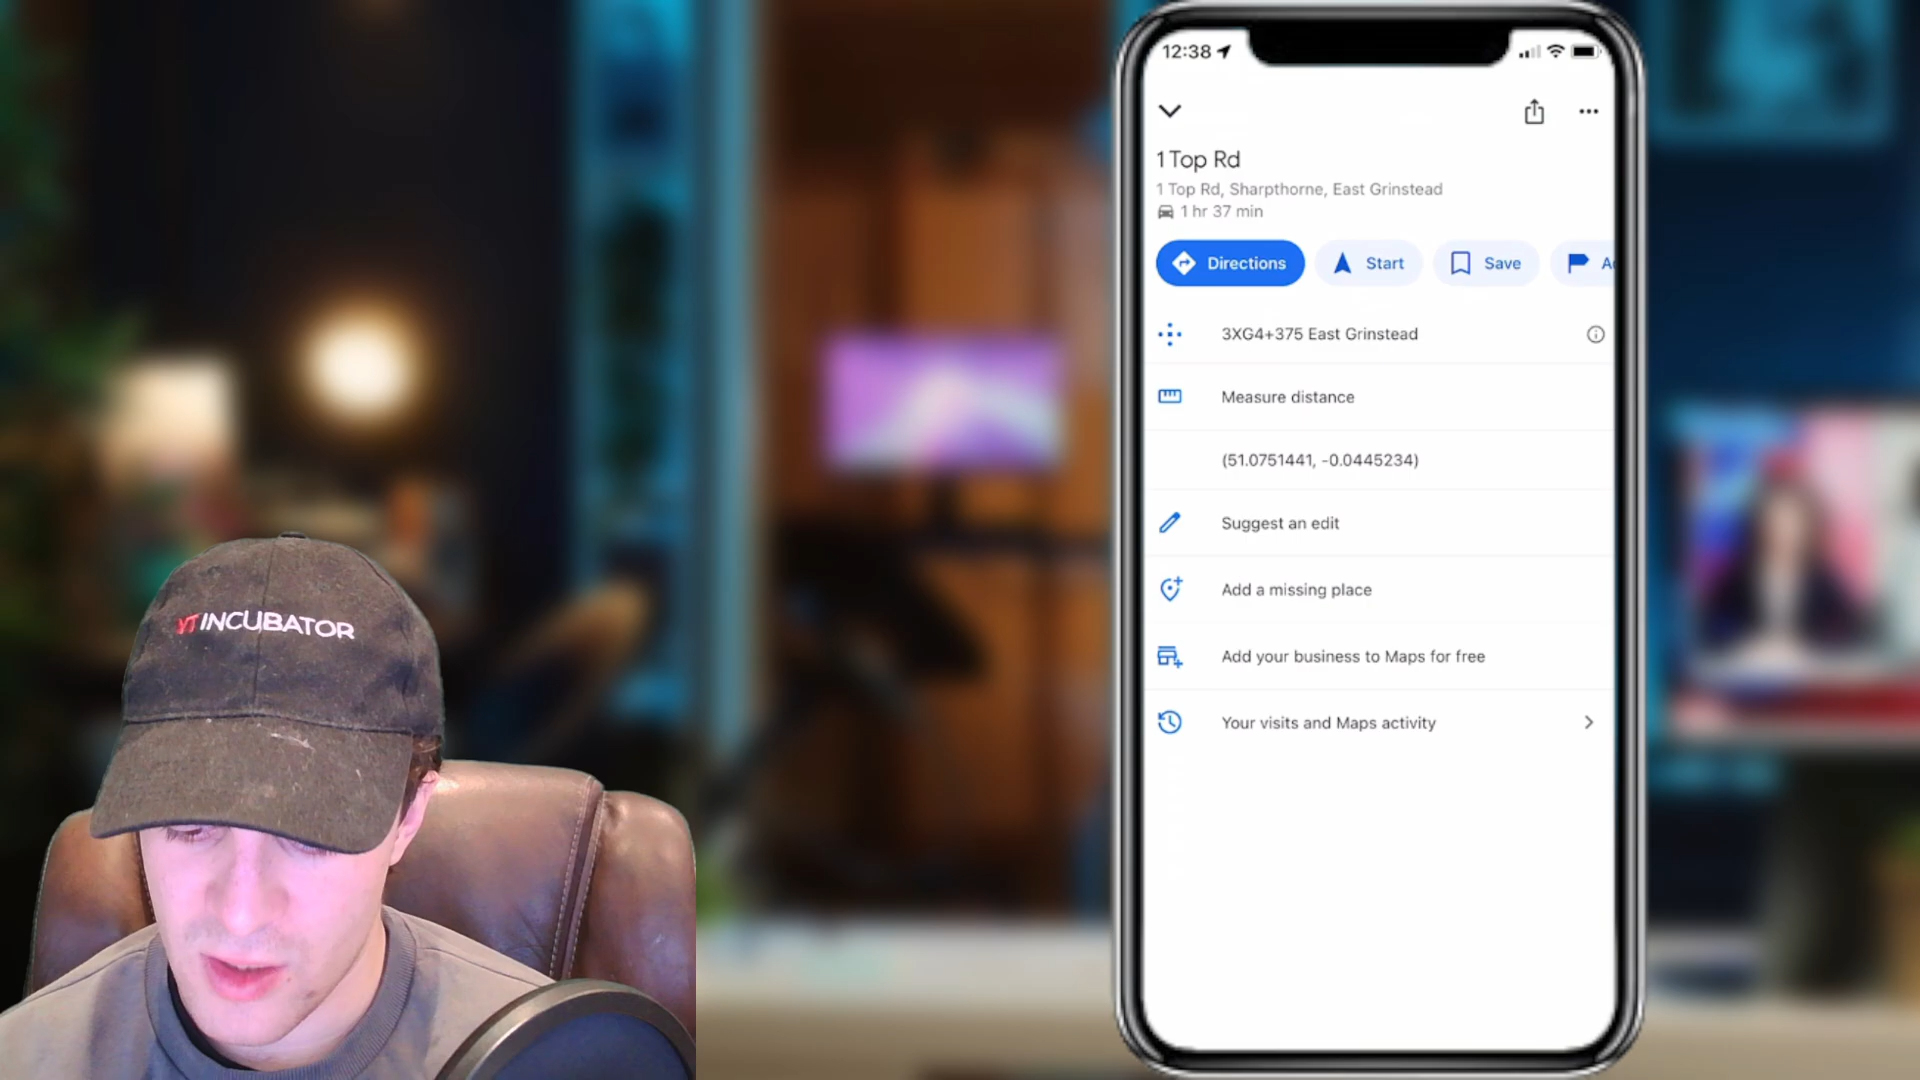 12:38
1 Top Rd
1 Top Rd, Sharpthorne, East Grinstead
1 hr 37 min
Directions
Start
Save
3XG4+375 East Grinstead
Measure distance
(51.0751441, -0.0445234)
Suggest an edit
Add a missing place
Add your business to Maps for free
Your visits and Maps activity
YTINCUBATOR